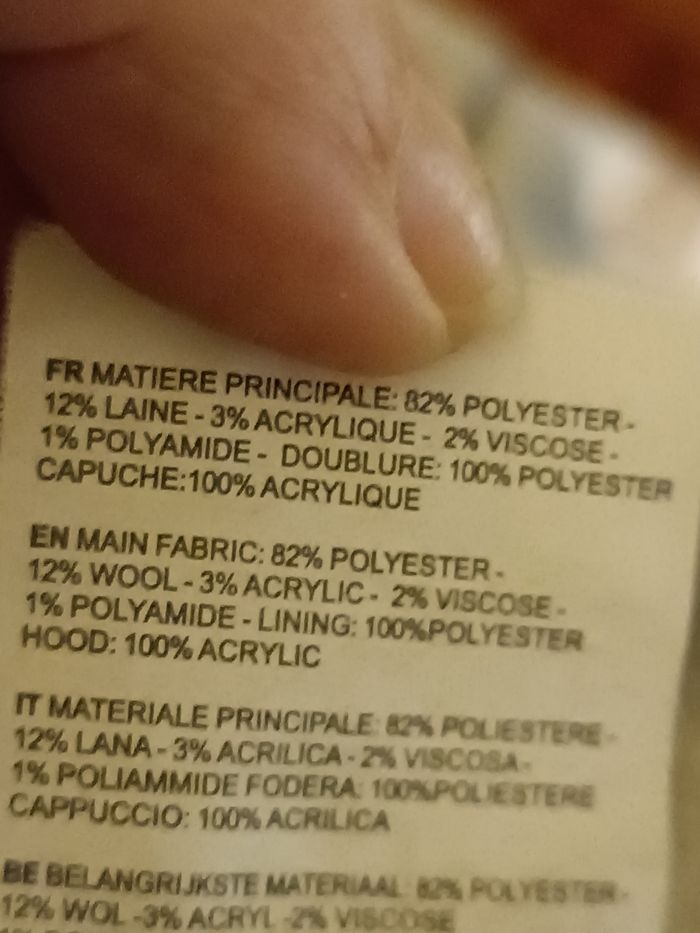 FR MATIERE PRINCIPALE: 82% POLYESTER -
12% LAINE - 3% ACRYLIQUE - 2% VISCOSE -
1% POLYAMIDE - DOUBLURE: 100% POLYESTER
CAPUCHE:100% ACRYLIQUE
EN MAIN FABRIC: 82% POLYESTER -
12% WOOL - 3% ACRYLIC - 2% VISCOSE -
1% POLYAMIDE - LINING: 100%POLYESTER
HOOD: 100% ACRYLIC
IT MATERIALE PRINCIPALE: 82% POLIESTERE -
12% LANA - 3% ACRILICA - 2% VISCOSA -
1% POLIAMMIDE FODERA: 100%POLIESTERE
CAPPUCCIO: 100% ACRILICA
BE BELANGRIJKSTE MATERIAAL: 82% POLYESTER -
12% WOL -3% ACRYL -2% VISCOSE